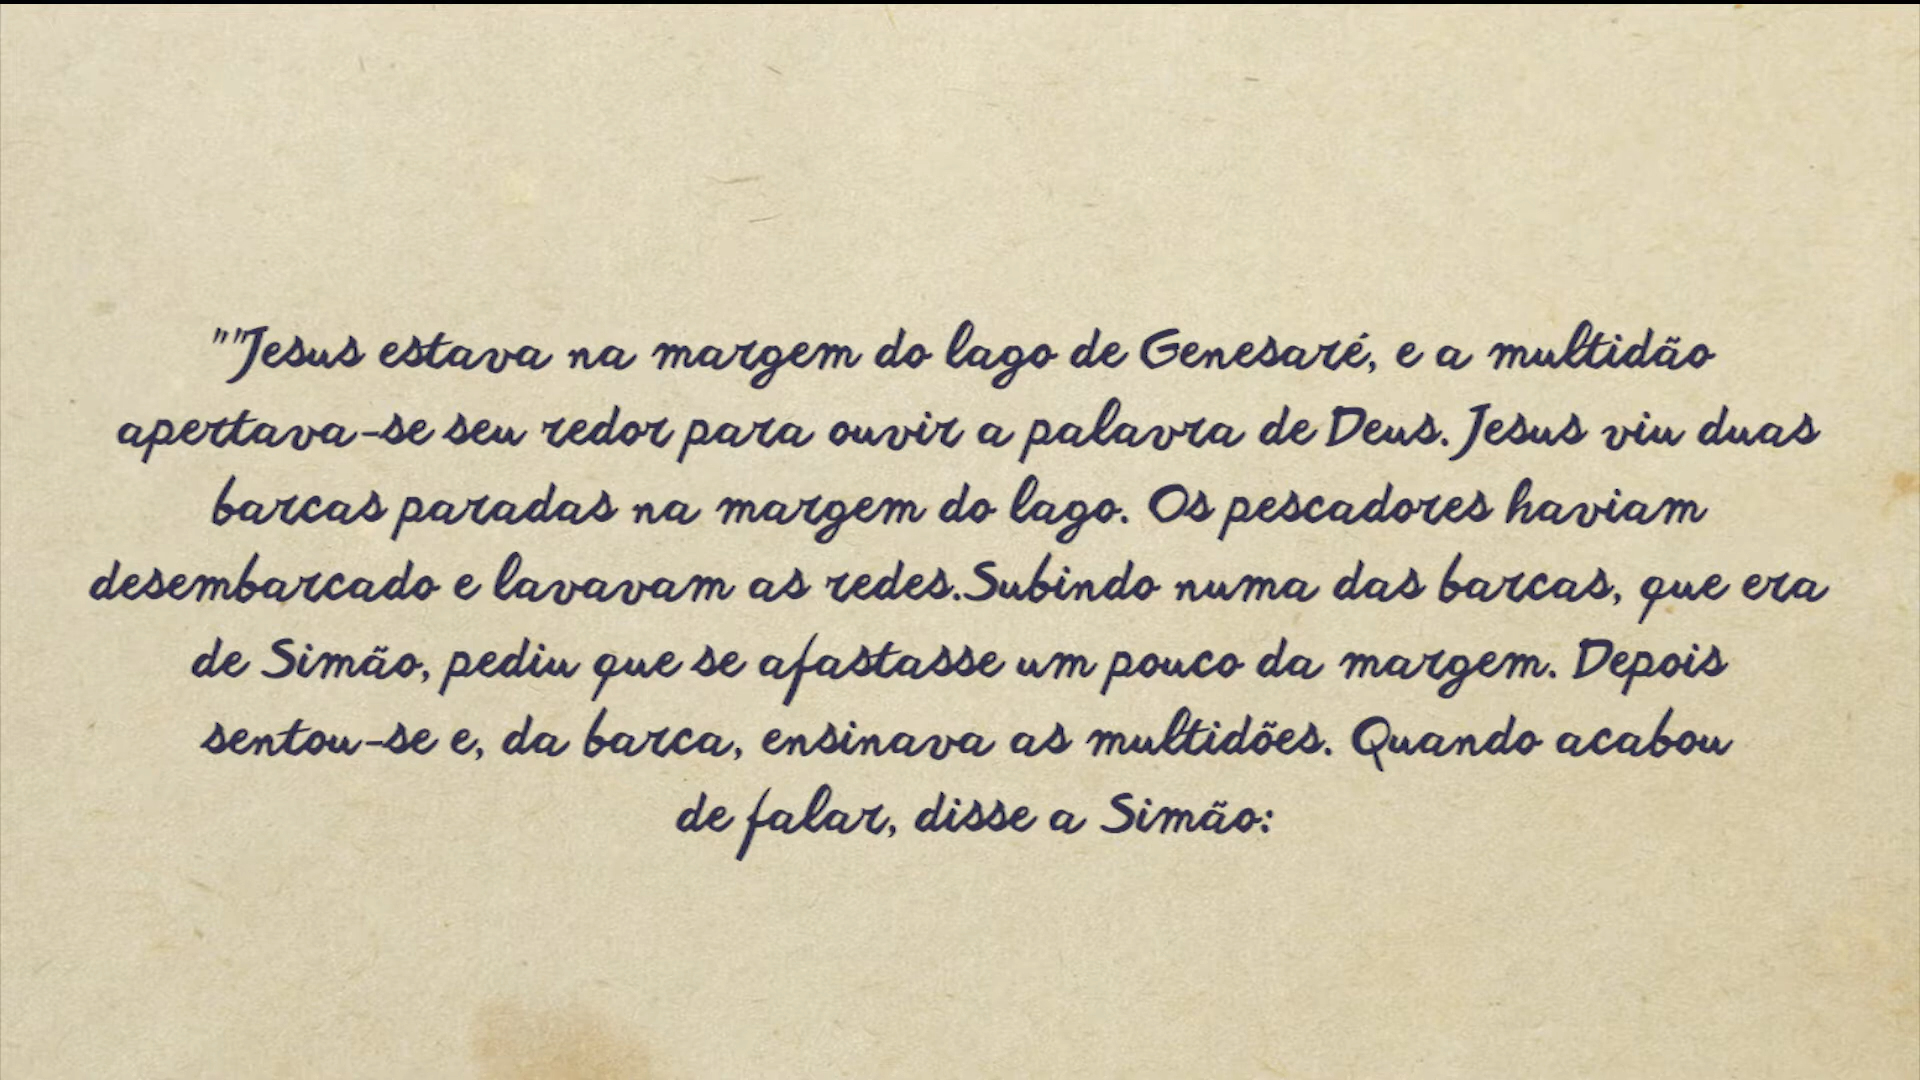 ""Jesus estava na margem do lago de Genesaré, e a multidão
apertava-se seu redor para ouvir a palavra de Deus. Jesus viu duas
barcas paradas na margem do lago. Os pescadores haviam
desembarcado e lavavam as redes.Subindo numa das barcas, que era
de Simão, pediu que se afastasse um pouco da margem. Depois
sentou-se e, da barca, ensinava as multidões. Quando acabou
de falar, disse a Simão: